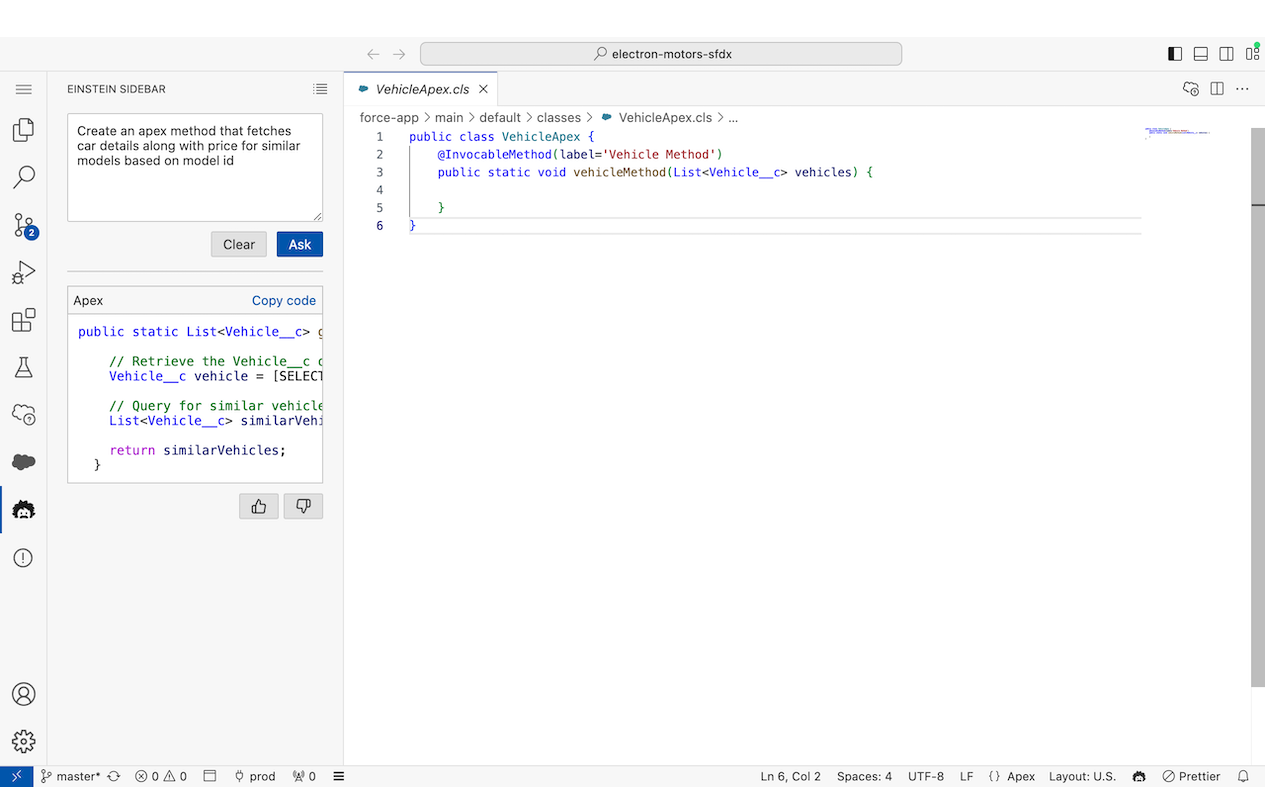 electron-motors-sfdx
EINSTEIN SIDEBAR
Create an apex method that fetches
car details along with price for similar
models based on model id
Clear
Ask
Apex
Copy code
public static List<Vehicle__c>
// Retrieve the Vehicle__c
Vehicle__c vehicle = [SELECT
// Query for similar vehicle
List<Vehicle__c> similarVehi
return similarVehicles;
}
2
VehicleApex.cls
force-app > main > default > classes > VehicleApex.cls > ...
1 public class VehicleApex {
2 @InvocableMethod(label='Vehicle Method')
3 public static void vehicleMethod(List<Vehicle__c> vehicles) {
4
5 }
6 }
master* 0 0 prod 0 Ln 6, Col 2 Spaces: 4 UTF-8 LF {} Apex Layout: U.S. Prettier